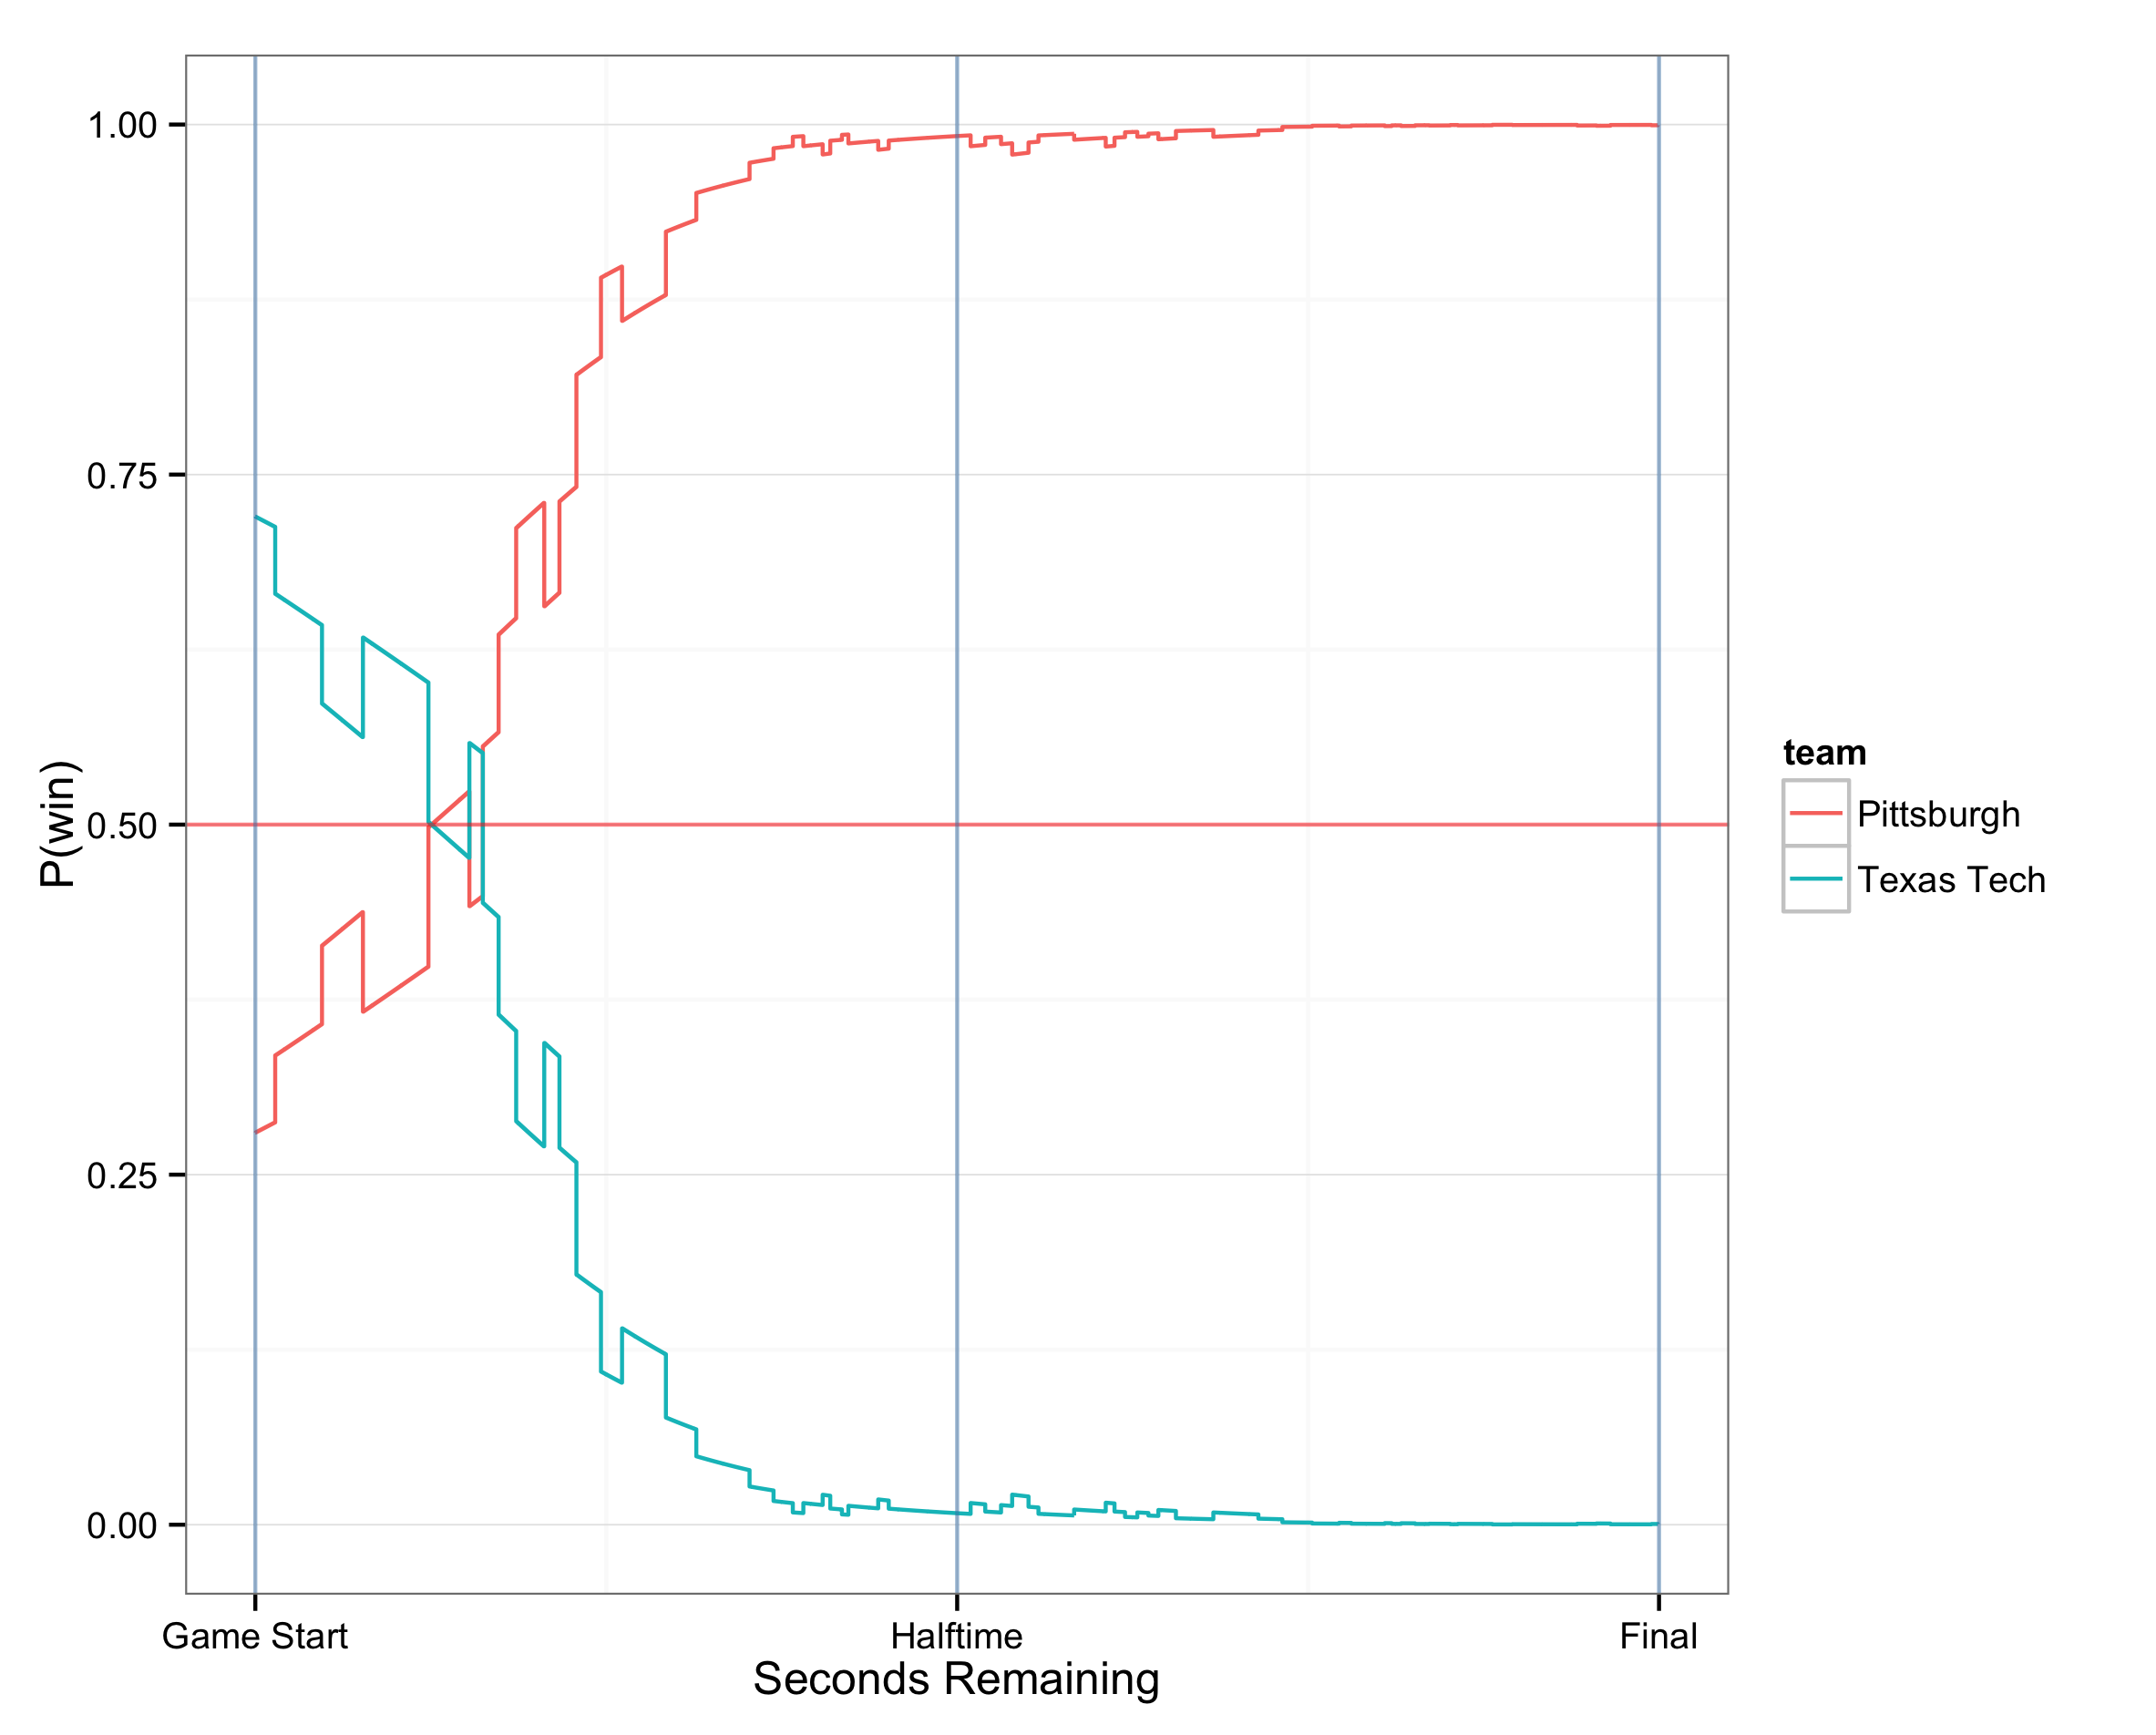 1.00
0.75
0.50
0.25
0.00
P(win)
Game Start
Halftime
Final
Seconds Remaining
team
Pittsburgh
Texas Tech